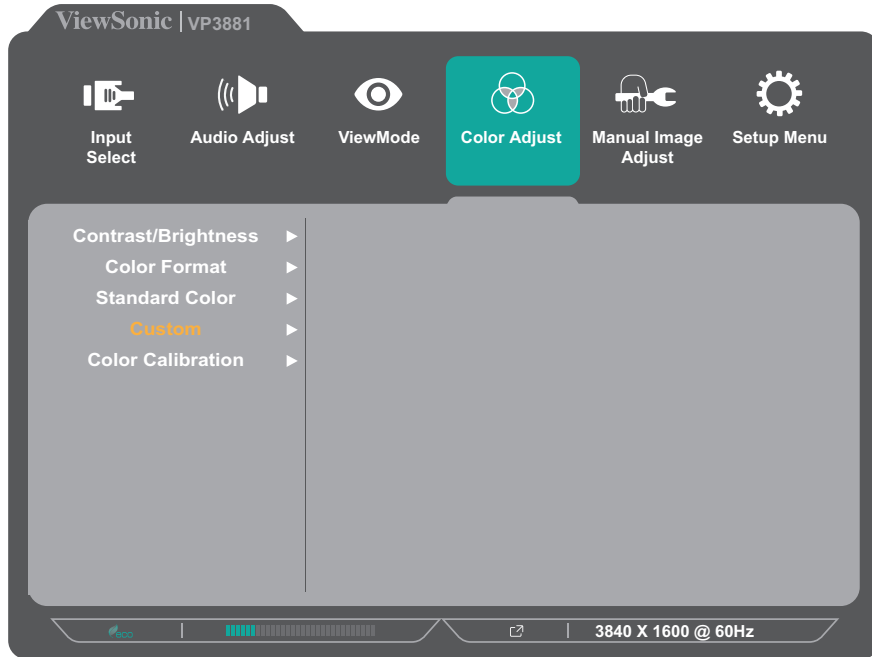 ViewSonic | VP3881
Input
Select
Audio Adjust
ViewMode
Color Adjust
Manual Image
Adjust
Setup Menu
Contrast/Brightness
Color Format
Standard Color
Custom
Color Calibration
eco
3840 X 1600 @ 60Hz